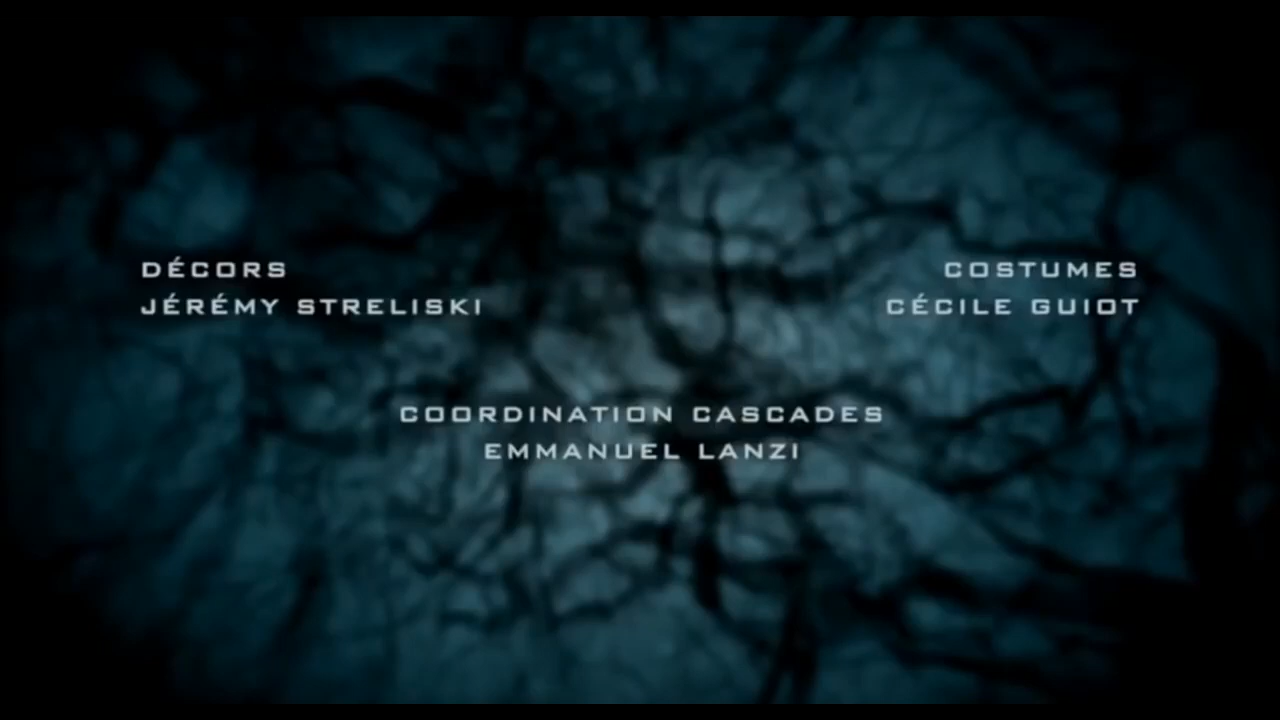 DÉCORS
JÉRÉMY STRELISKI
COSTUMES
CÉCILE GUIOT
COORDINATION CASCADES
EMMANUEL LANZI